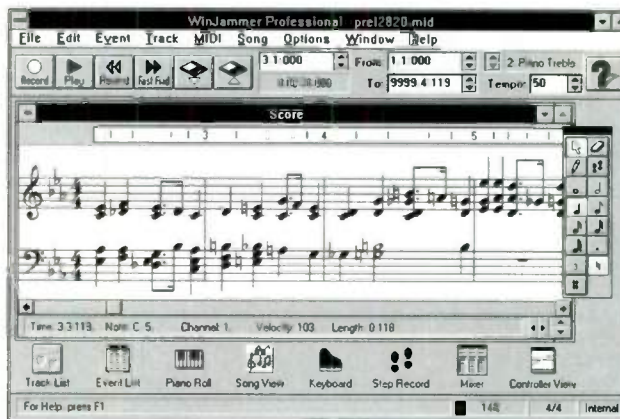 WinJammer Professional prel2820.mid
File Edit Event Track MIDI Song Options Window Help
3 1:000 From: 1 1:000 2: Piano Treble
Record Play Rewind Fast Fwd To: 9999 4 119 Tempo: 50
Score
3 4 5
Time: 3 3:113 Note: C 5 Channel: 1 Velocity: 103 Length: 0:118
Track List Event List Piano Roll Song View Keyboard Step Record Mixer Controller View
For Help, press F1 148 4/4 Internal